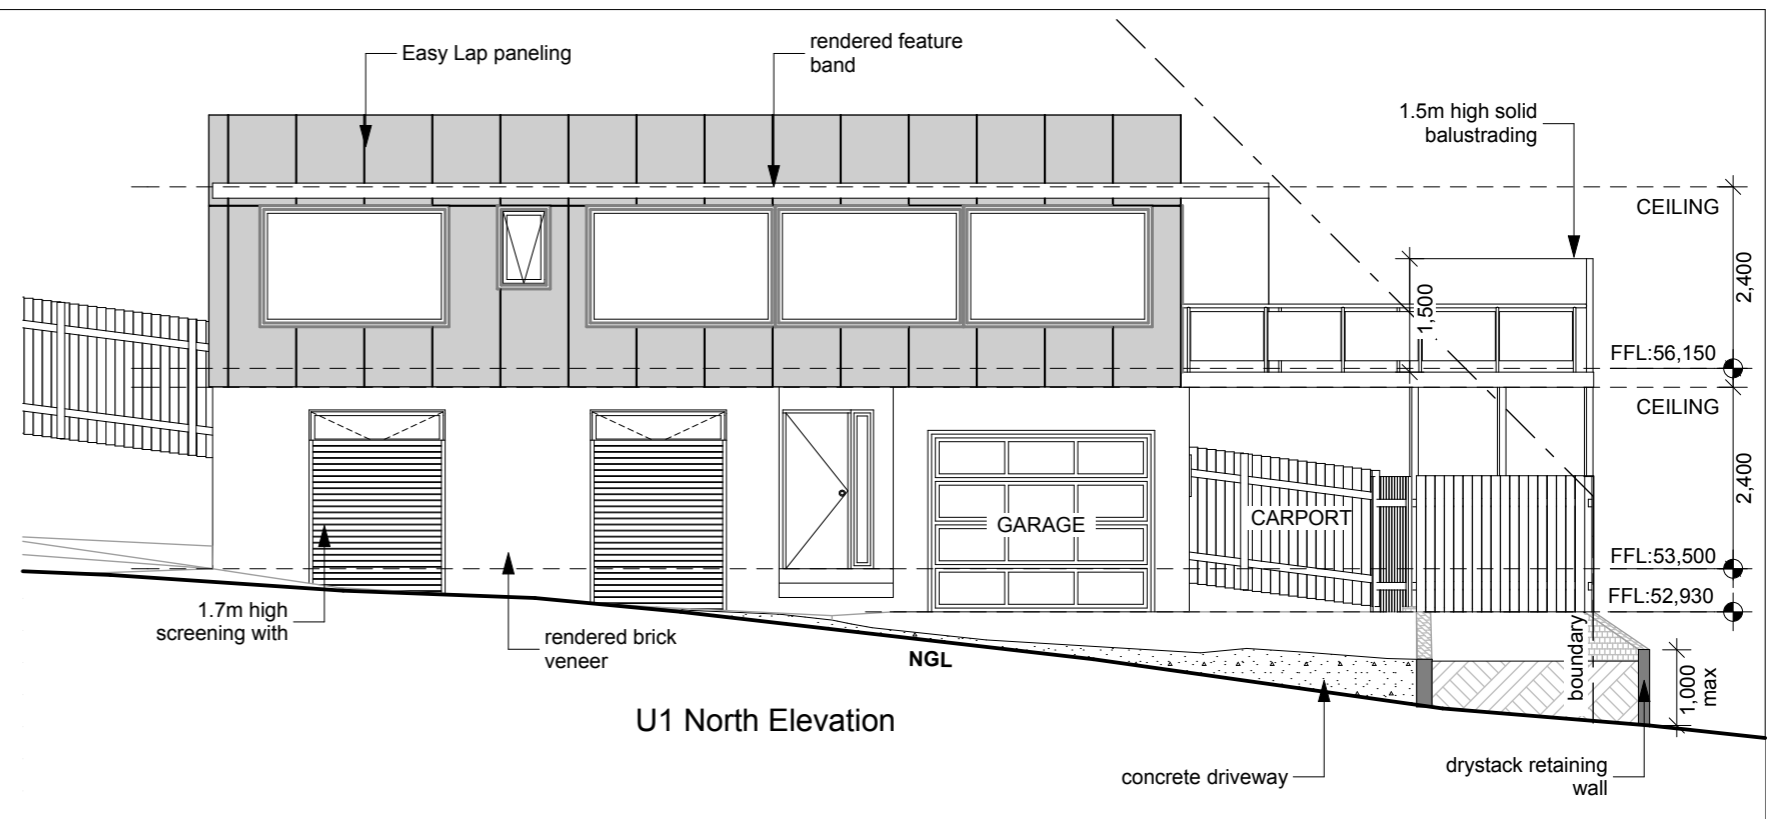 Easy Lap paneling
rendered feature
band
1.5m high solid
balustrading
CEILING
2,400
1,500
FFL:56,150
CEILING
2,400
GARAGE
CARPORT
FFL:53,500
FFL:52,930
1.7m high
screening with
rendered brick
veneer
NGL
boundary
1,000
max
U1 North Elevation
concrete driveway
drystack retaining
wall